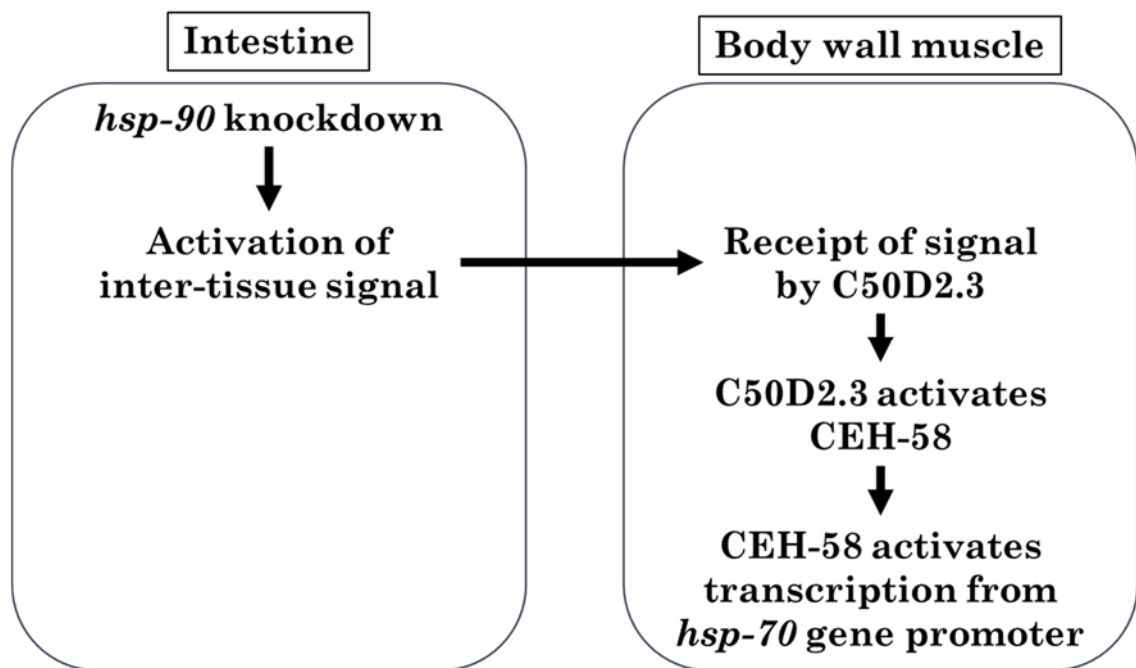 Intestine
hsp-90 knockdown
Activation of
inter-tissue signal
Body wall muscle
Receipt of signal
by C50D2.3
C50D2.3 activates
CEH-58
CEH-58 activates
transcription from
hsp-70 gene promoter